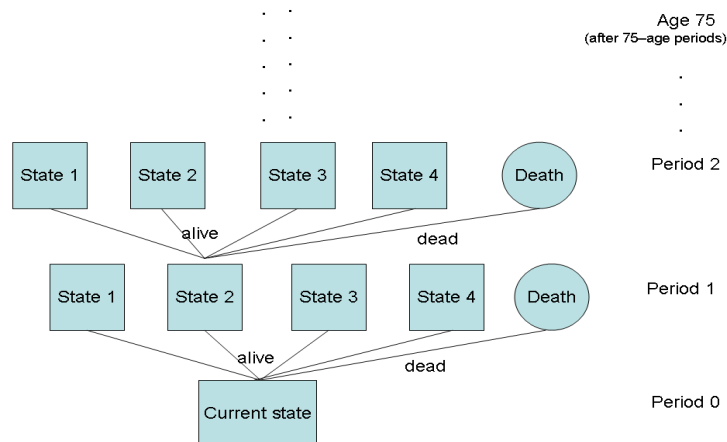 Age 75
(after 75–age periods)
State 1
State 2
State 3
State 4
Death
Period 2
alive
dead
State 1
State 2
State 3
State 4
Death
Period 1
alive
dead
Current state
Period 0